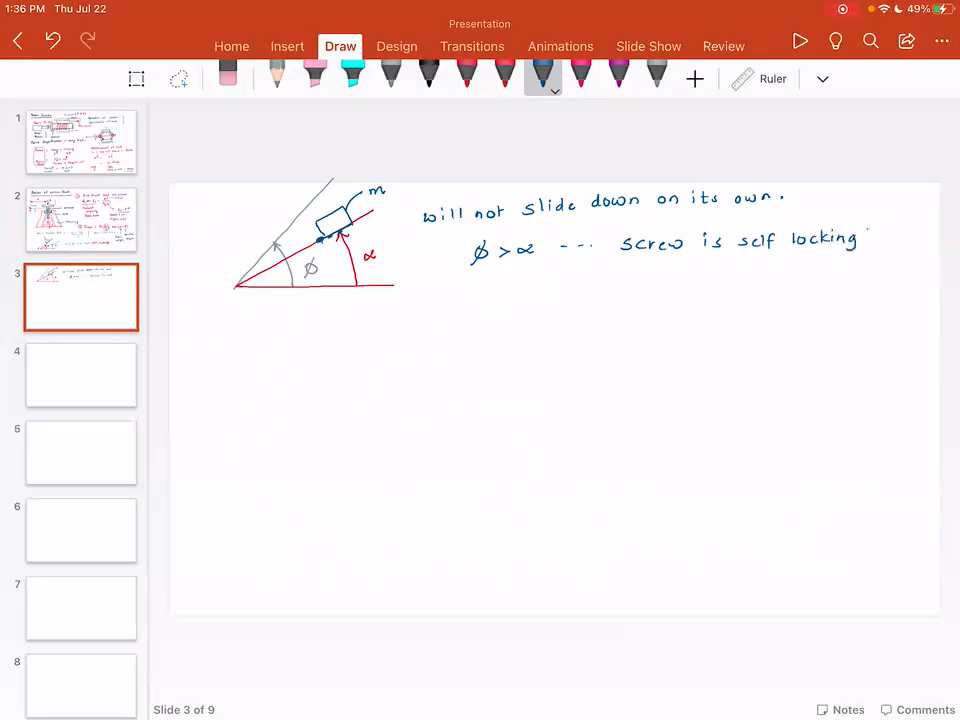 1:36 PM Thu Jul 22
49%
Presentation
Home Insert Draw Design Transitions Animations Slide Show Review
Ruler
1
2
3
4
5
6
7
8
m
will not slide down on its own.
ϕ > α --- screw is self locking
ϕ
α
Slide 3 of 9
Notes
Comments